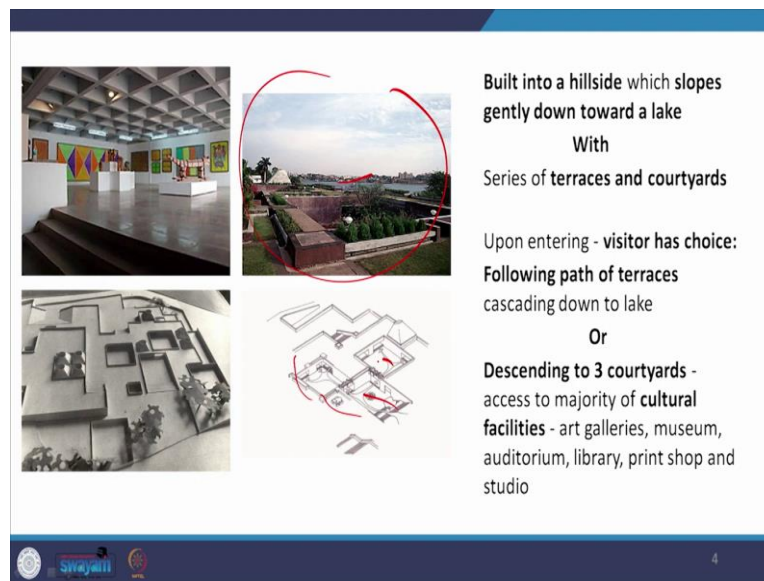 Built into a hillside which slopes
gently down toward a lake
With
Series of terraces and courtyards
Upon entering - visitor has choice:
Following path of terraces
cascading down to lake
Or
Descending to 3 courtyards -
access to majority of cultural
facilities - art galleries, museum,
auditorium, library, print shop and
studio
swayam
4